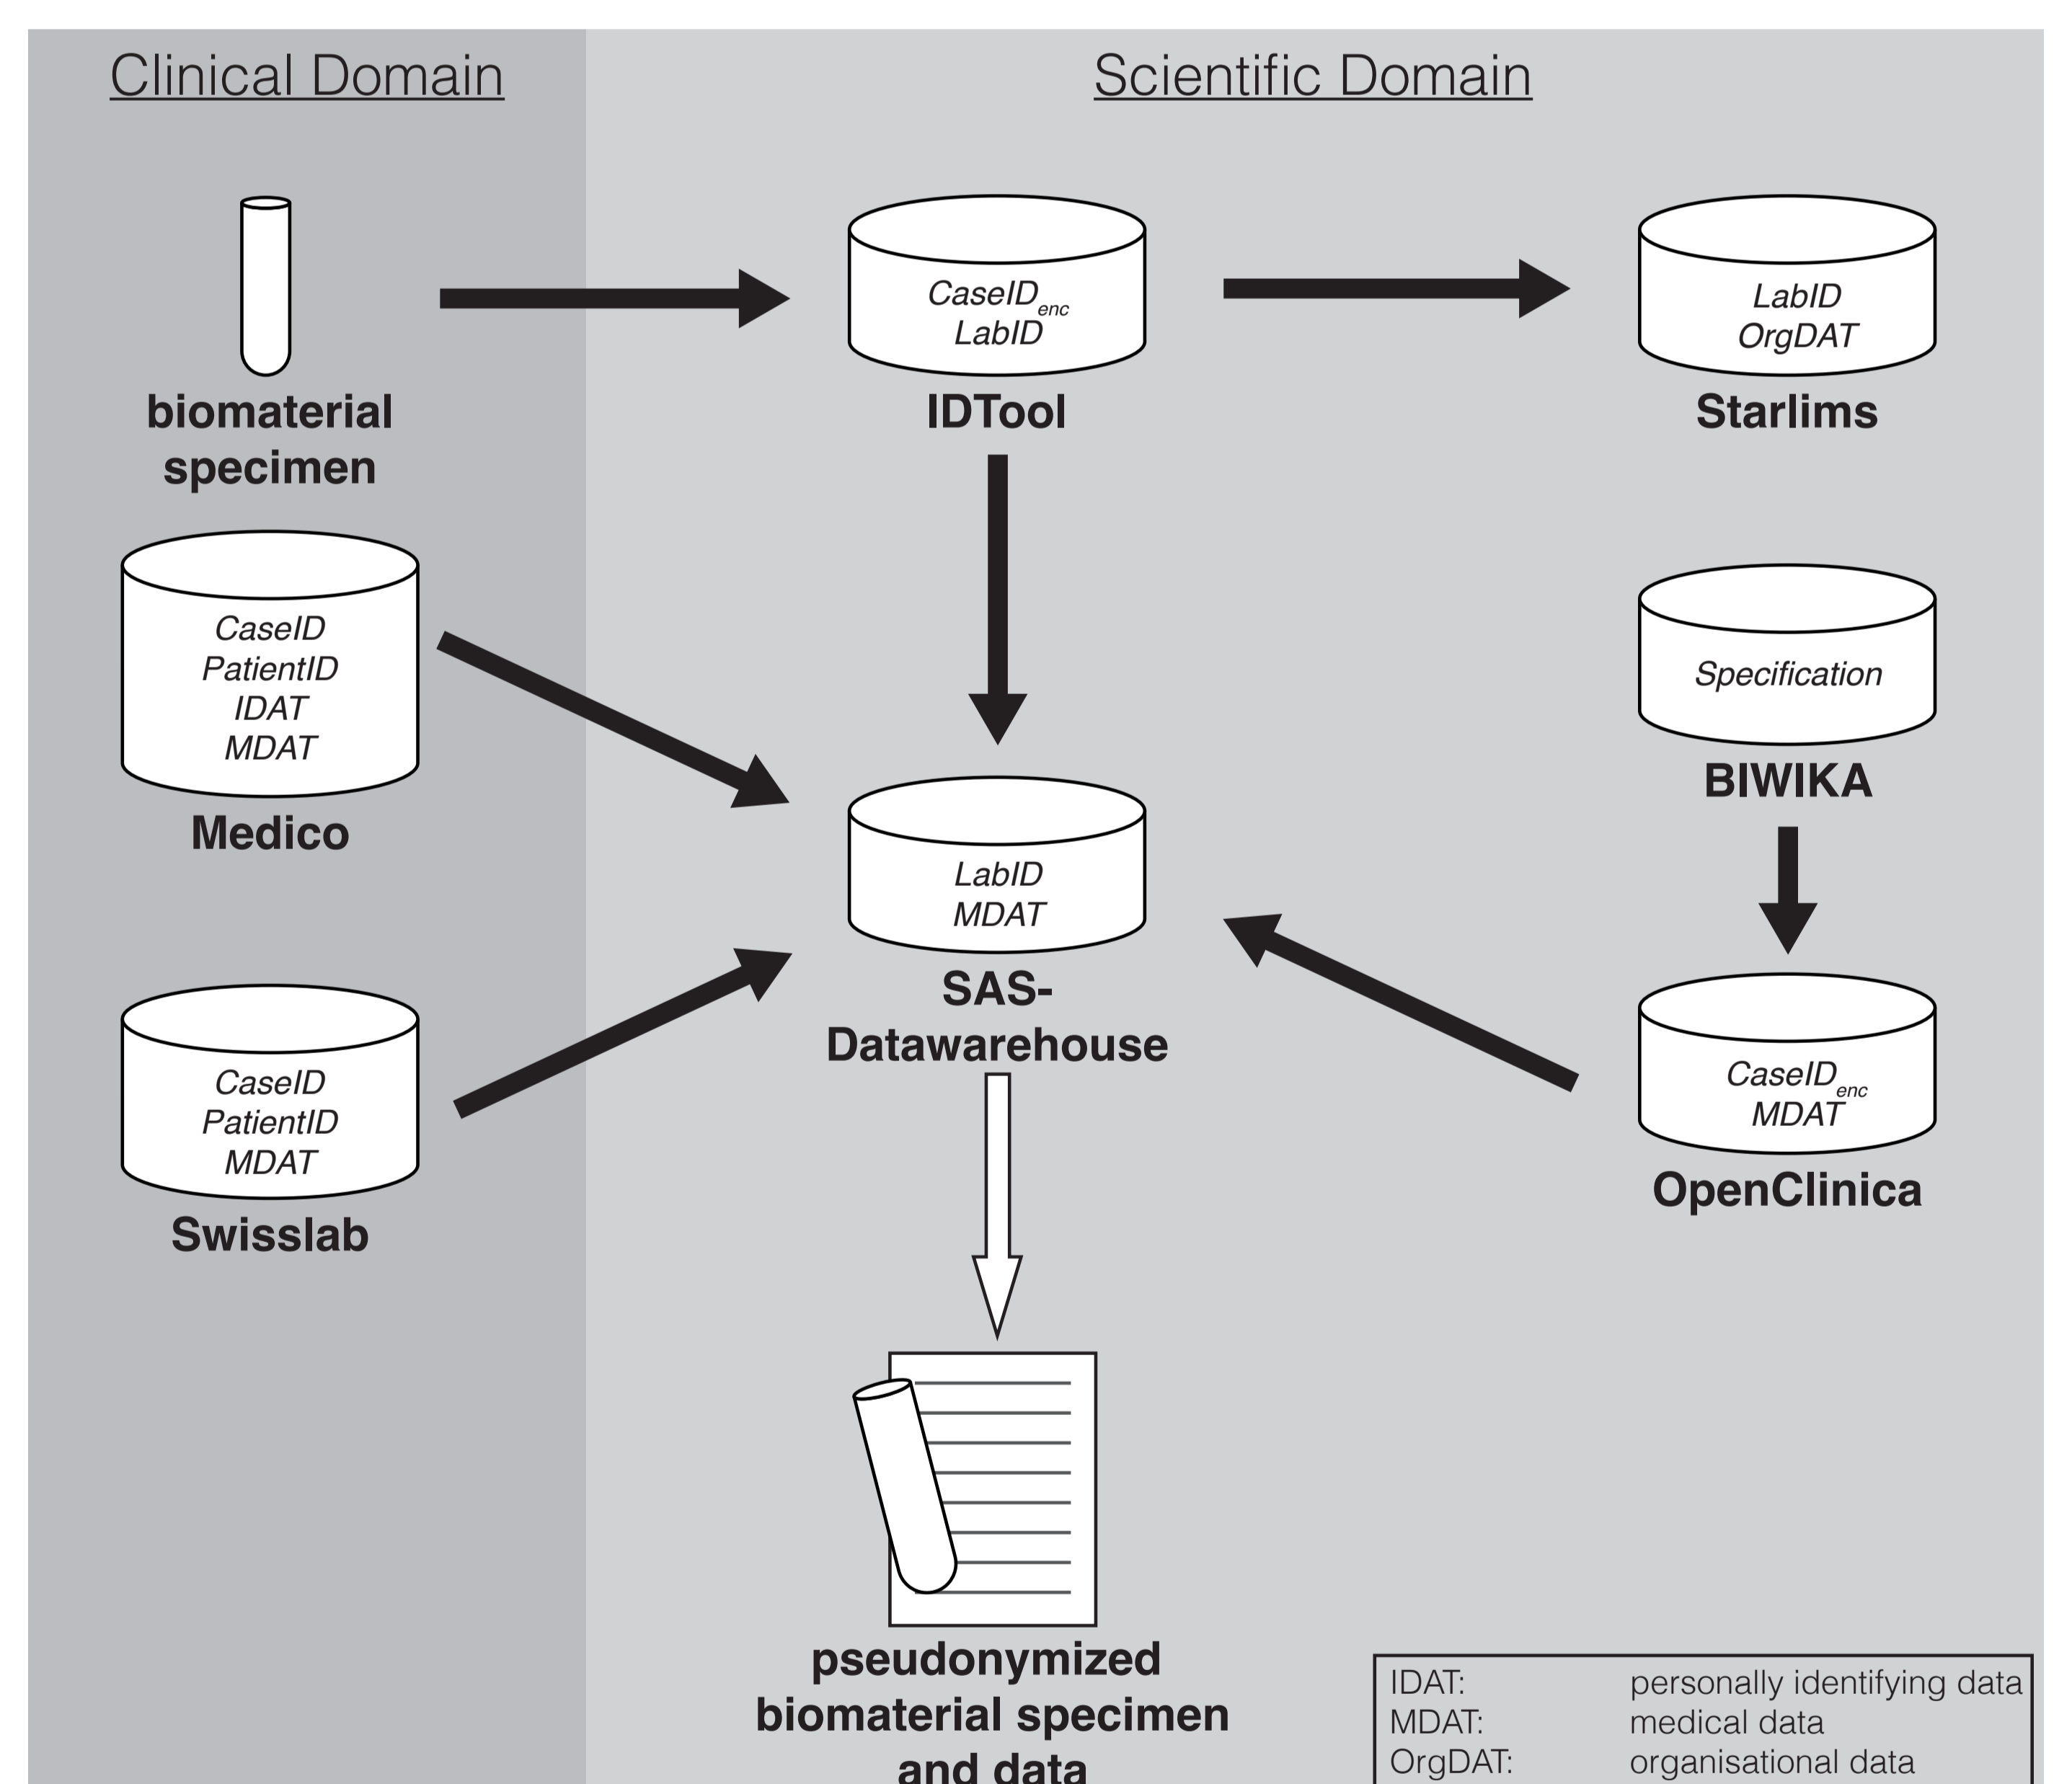 Clinical Domain
Scientific Domain
biomaterial
specimen
CaseID enc
LabID
IDTool
LabID
OrgDAT
Starlims
CaseID
PatientID
IDAT
MDAT
Medico
Specification
BIWIKA
LabID
MDAT
SAS-
Datawarehouse
CaseID
PatientID
MDAT
Swisslab
CaseID enc
MDAT
OpenClinica
pseudonymized
biomaterial specimen
and data
IDAT: personally identifying data
MDAT: medical data
OrgDAT: organisational data